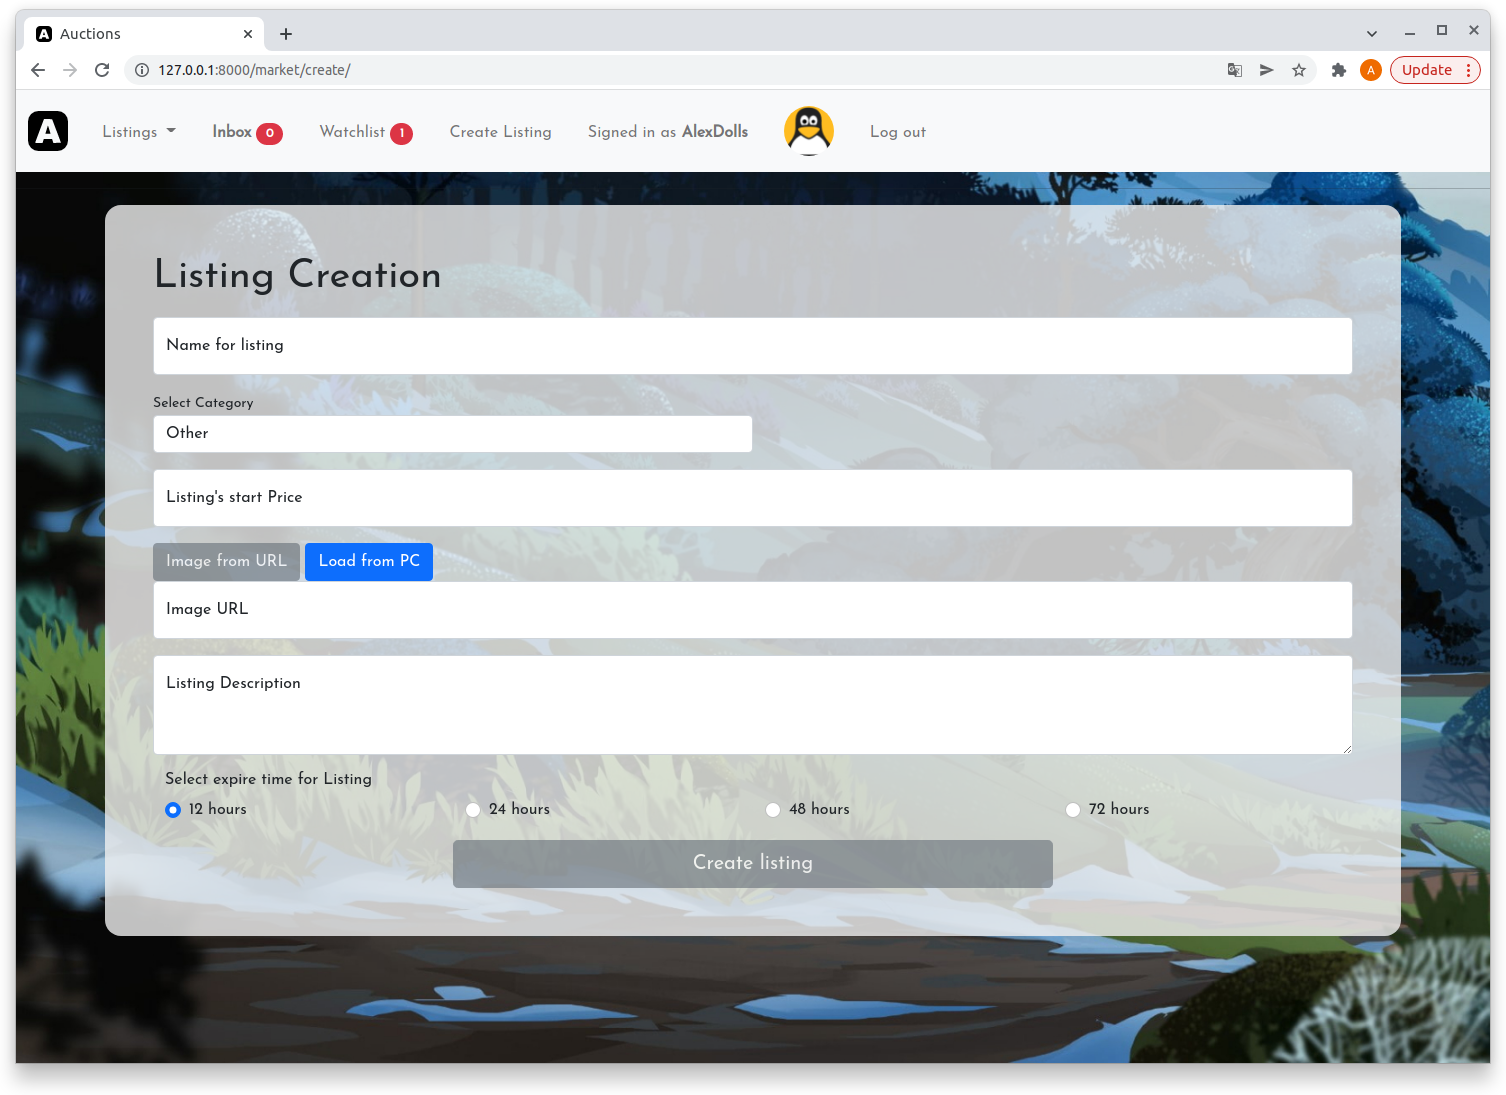 A Auctions
127.0.0.1:8000/market/create/
A
Update
A
Listings
Inbox 0
Watchlist 1
Create Listing
Signed in as AlexDolls
Log out
Listing Creation
Name for listing
Select Category
Other
Listing's start Price
Image from URL
Load from PC
Image URL
Listing Description
Select expire time for Listing
12 hours
24 hours
48 hours
72 hours
Create listing